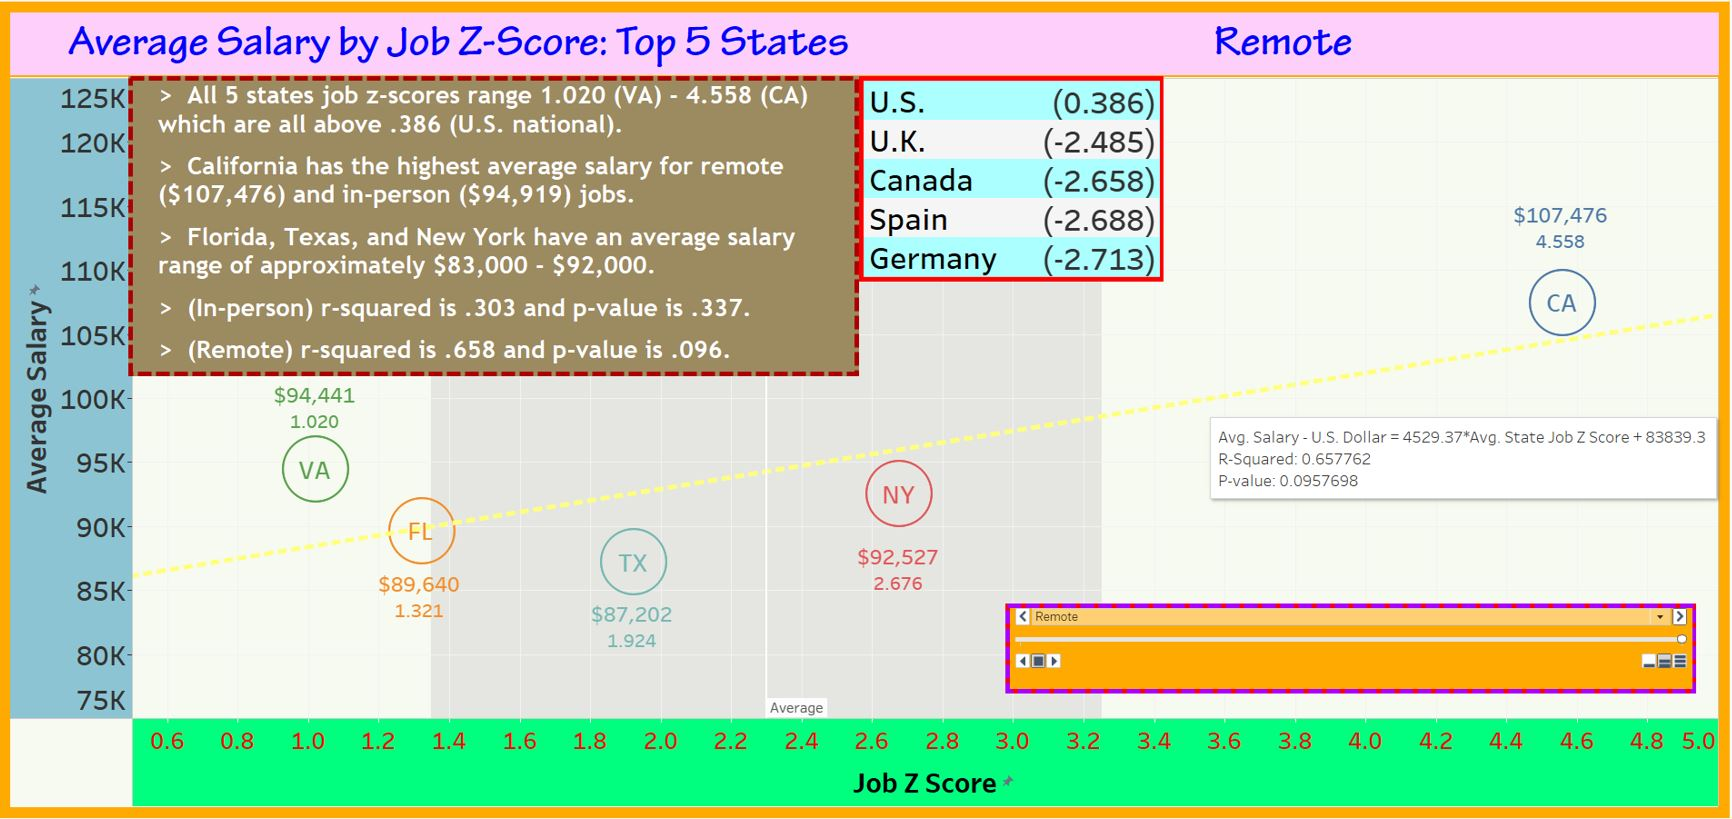 Average Salary by Job Z-Score: Top 5 States
Remote
> All 5 states job z-scores range 1.020 (VA) - 4.558 (CA)
which are all above .386 (U.S. national).
> California has the highest average salary for remote
($107,476) and in-person ($94,919) jobs.
> Florida, Texas, and New York have an average salary
range of approximately $83,000 - $92,000.
> (In-person) r-squared is .303 and p-value is .337.
> (Remote) r-squared is .658 and p-value is .096.
U.S. (0.386)
U.K. (-2.485)
Canada (-2.658)
Spain (-2.688)
Germany (-2.713)
Average Salary
125K
120K
115K
110K
105K
100K
95K
90K
85K
80K
75K
$107,476
4.558
CA
$94,441
1.020
VA
FL
$89,640
1.321
TX
$87,202
1.924
NY
$92,527
2.676
Avg. Salary - U.S. Dollar = 4529.37*Avg. State Job Z Score + 83839.3
R-Squared: 0.657762
P-value: 0.0957698
Remote
Average
0.6 0.8 1.0 1.2 1.4 1.6 1.8 2.0 2.2 2.4 2.6 2.8 3.0 3.2 3.4 3.6 3.8 4.0 4.2 4.4 4.6 4.8 5.0
Job Z Score